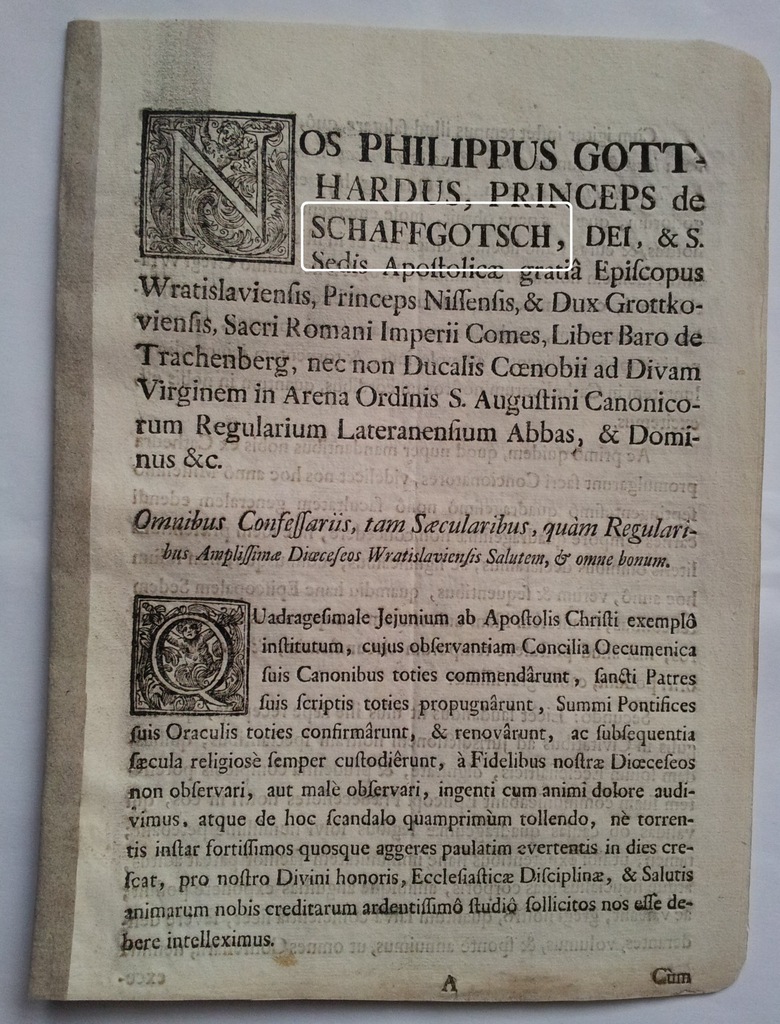 NOS PHILIPPUS GOTT-
HARDUS, PRINCEPS de
SCHAFFGOTSCH, DEI, & S.
Sedis Apoſtolicæ gratiâ Epiſcopus
Wratislavienſis, Princeps Niſſenſis, & Dux Grottko-
vienſis, Sacri Romani Imperii Comes, Liber Baro de
Trachenberg, nec non Ducalis Cœnobii ad Divam
Virginem in Arena Ordinis S. Auguſtini Canonico-
rum Regularium Lateranenſium Abbas, & Domi-
nus &c.
Omnibus Confeſſariis, tam Sæcularibus, quàm Regulari-
bus Ampliſſimæ Diœceſeos Wratislavienſis Salutem, & omne bonum.
QUadrageſimale Jejunium ab Apoſtolis Chriſti exemplô
inſtitutum, cujus obſervantiam Concilia Oecumenica
ſuis Canonibus toties commendârunt, ſancti Patres
ſuis ſcriptis toties propugnârunt, Summi Pontifices
ſuis Oraculis toties confirmârunt, & renovârunt, ac ſubſequentia
ſæcula religiosè ſemper cuſtodiêrunt, à Fidelibus noſtræ Diœceſeos
non obſervari, aut malè obſervari, ingenti cum animi dolore audi-
vimus, atque de hoc ſcandalo quamprimùm tollendo, nè torren-
tis inſtar fortiſſimos quosque aggeres paulatim evertentis in dies cre-
ſcat, pro noſtro Divini honoris, Eccleſiaſticæ Diſciplinæ, & Salutis
animarum nobis creditarum ardentiſſimô ſtudiô ſollicitos nos eſſe de-
bere intelleximus.
A
Cùm